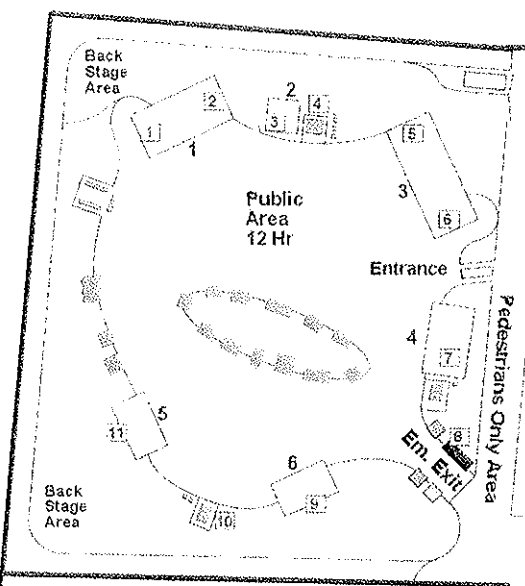 Back
Stage
Area
2
2
4
1
3
5
1
3
Public
Area
12 Hr
6
Entrance
4
7
Pedestrians Only Area
8
Em. Exit
5
11
6
9
Back
Stage
Area
10